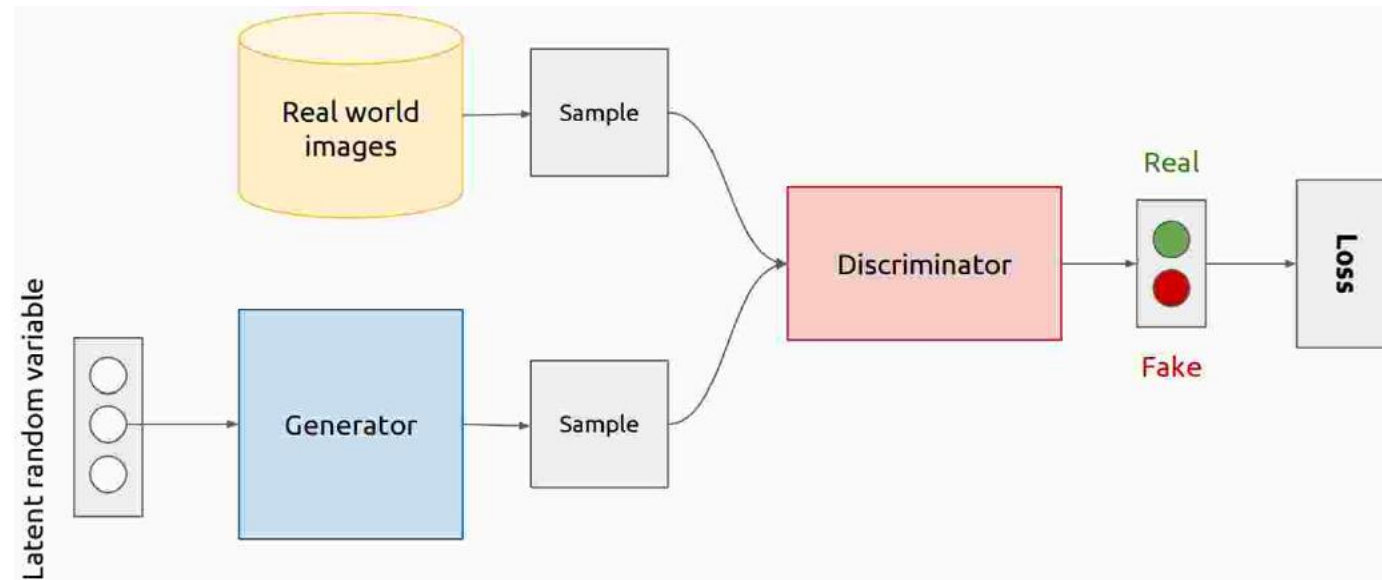 Real world
images
Sample
Real
Discriminator
Loss
Fake
Latent random variable
Generator
Sample